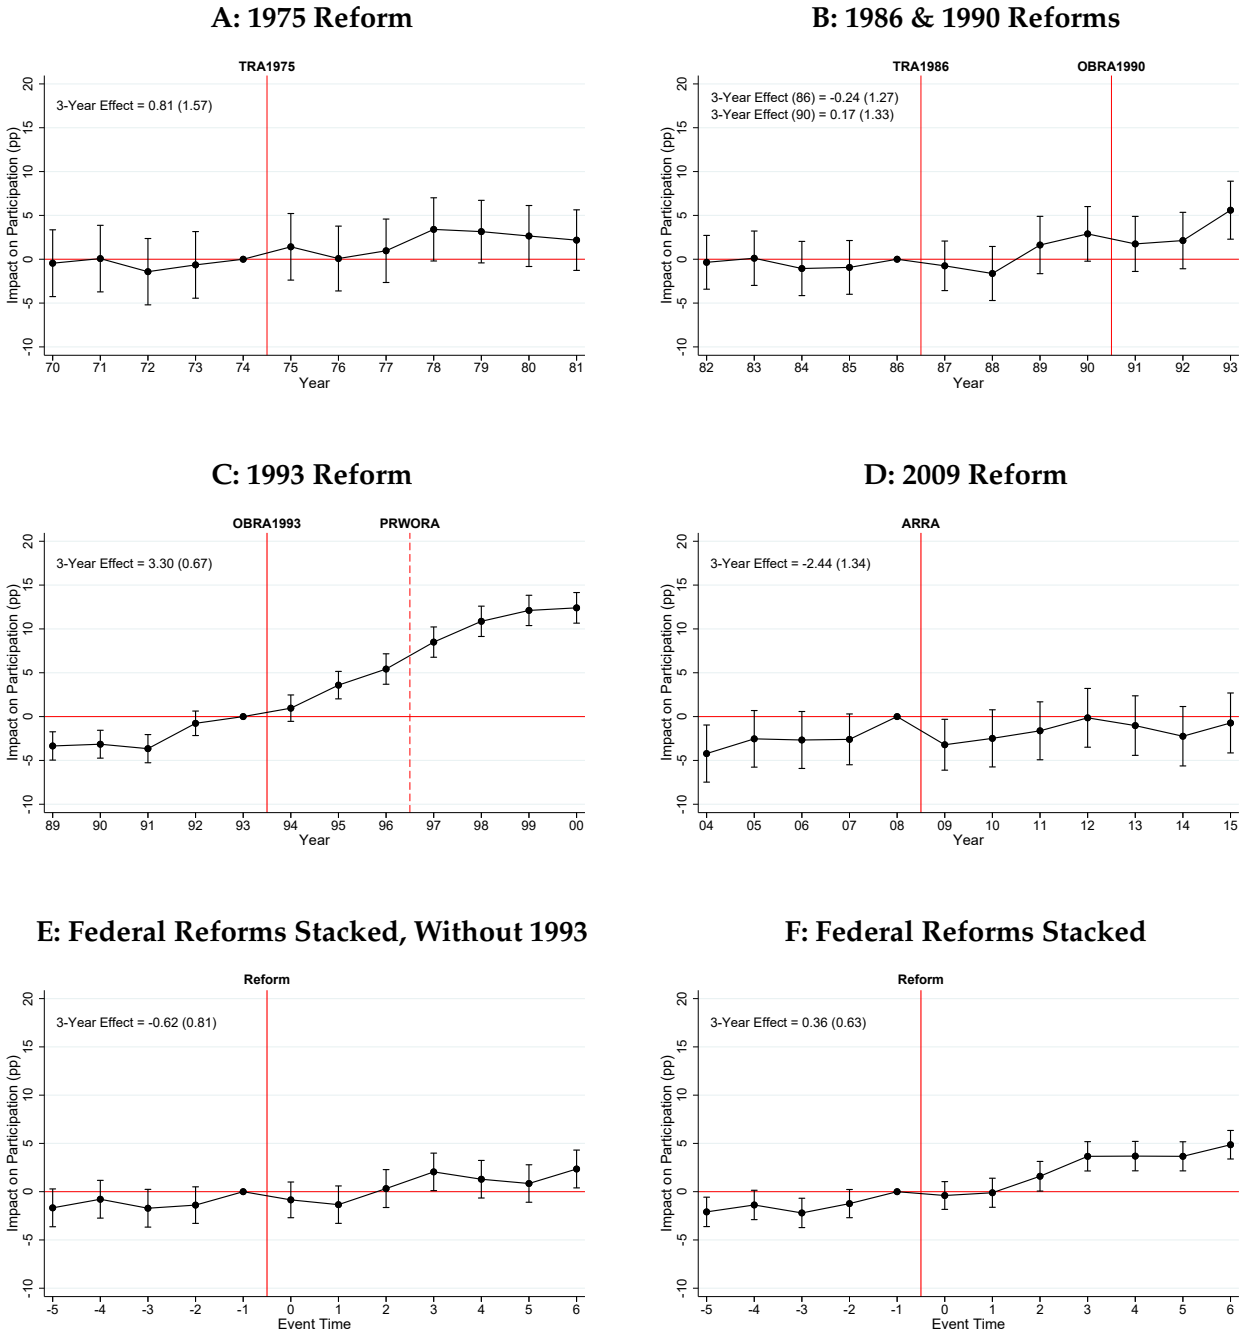 A: 1975 Reform
TRA1975
3-Year Effect = 0.81 (1.57)
Impact on Participation (pp)
20
15
10
5
0
-5
-10
70 71 72 73 74 75 76 77 78 79 80 81
Year
B: 1986 & 1990 Reforms
TRA1986 OBRA1990
3-Year Effect (86) = -0.24 (1.27)
3-Year Effect (90) = 0.17 (1.33)
Impact on Participation (pp)
20
15
10
5
0
-5
-10
82 83 84 85 86 87 88 89 90 91 92 93
Year
C: 1993 Reform
OBRA1993 PRWORA
3-Year Effect = 3.30 (0.67)
Impact on Participation (pp)
20
15
10
5
0
-5
-10
89 90 91 92 93 94 95 96 97 98 99 00
Year
D: 2009 Reform
ARRA
3-Year Effect = -2.44 (1.34)
Impact on Participation (pp)
20
15
10
5
0
-5
-10
04 05 06 07 08 09 10 11 12 13 14 15
Year
E: Federal Reforms Stacked, Without 1993
Reform
3-Year Effect = -0.62 (0.81)
Impact on Participation (pp)
20
15
10
5
0
-5
-10
-5 -4 -3 -2 -1 0 1 2 3 4 5 6
Event Time
F: Federal Reforms Stacked
Reform
3-Year Effect = 0.36 (0.63)
Impact on Participation (pp)
20
15
10
5
0
-5
-10
-5 -4 -3 -2 -1 0 1 2 3 4 5 6
Event Time